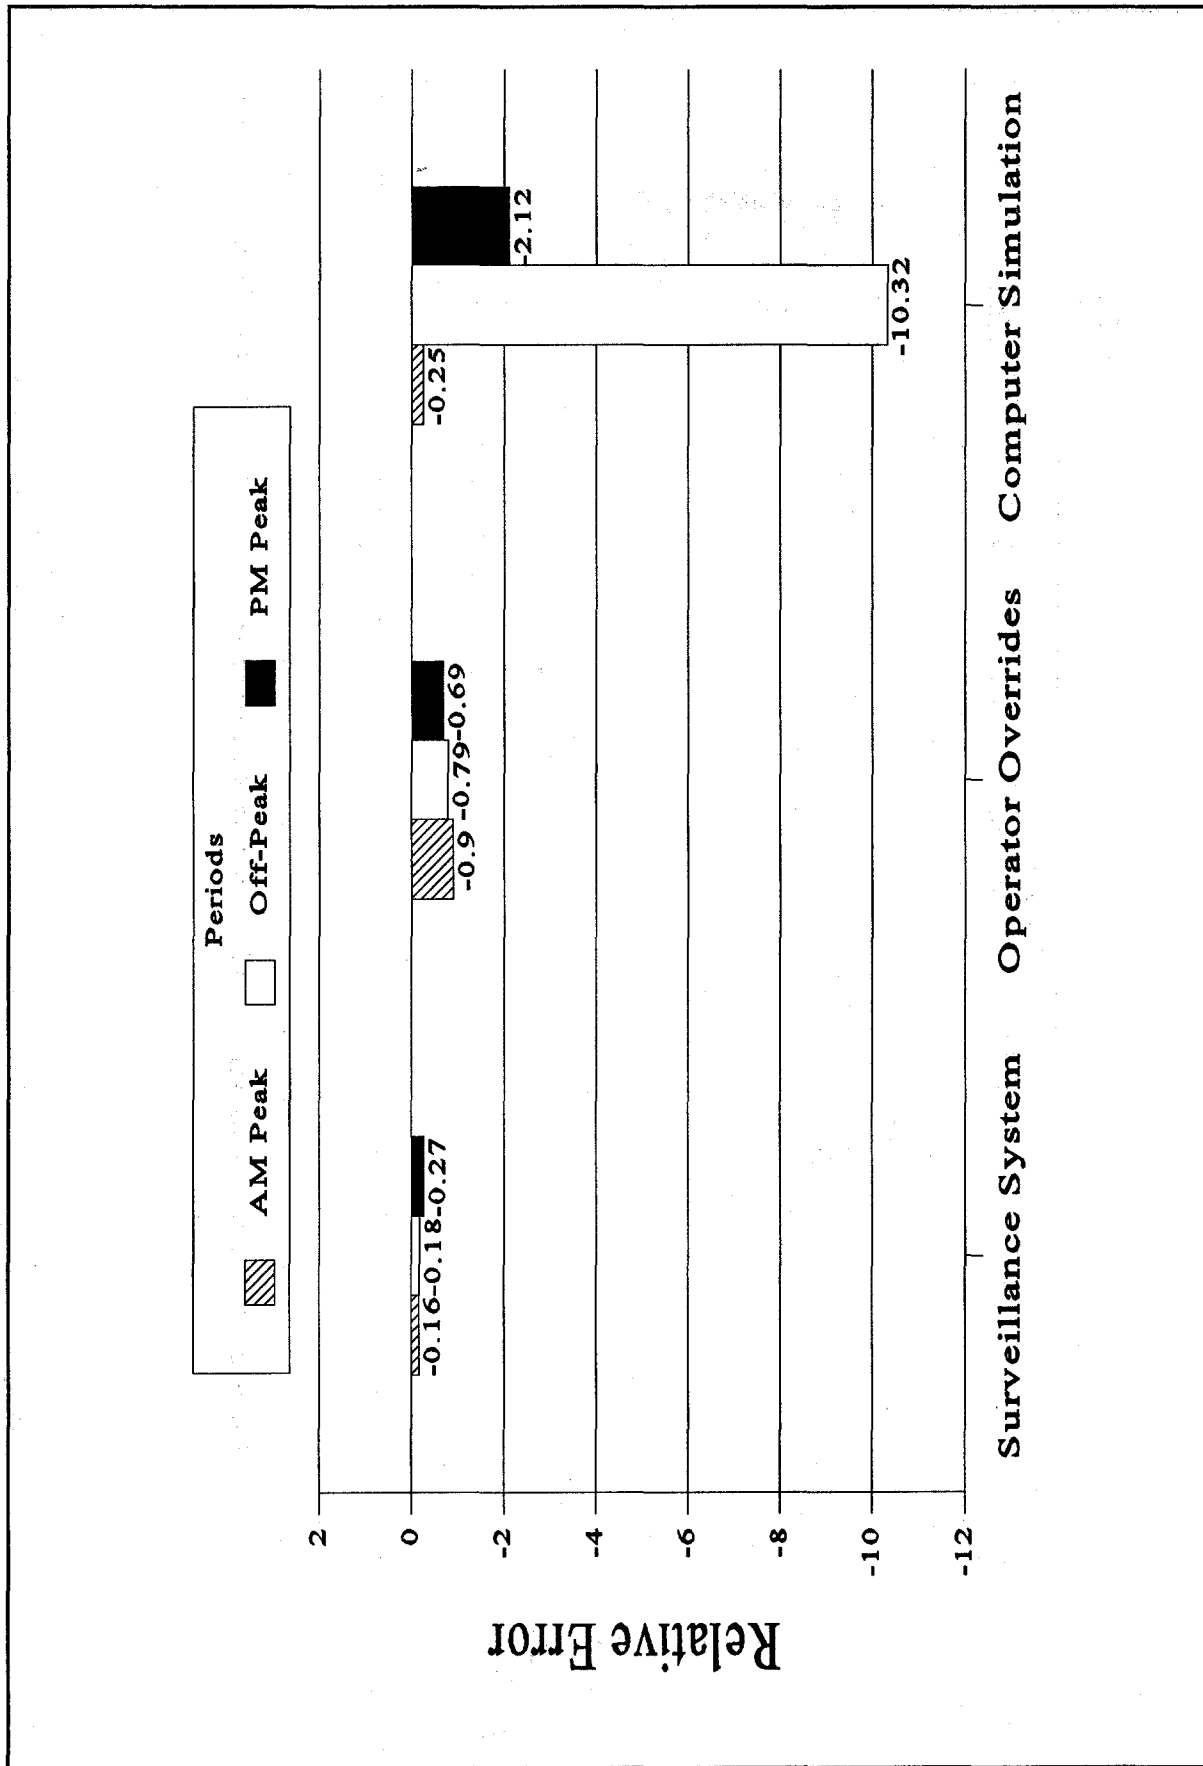 Periods
AM Peak Off-Peak PM Peak
2
0
-2
-4
-6
-8
-10
-12
Relative Error
-0.16 -0.18 -0.27
-0.9 -0.79 -0.69
-0.25 -10.32 -2.12
Surveillance System Operator Overrides Computer Simulation